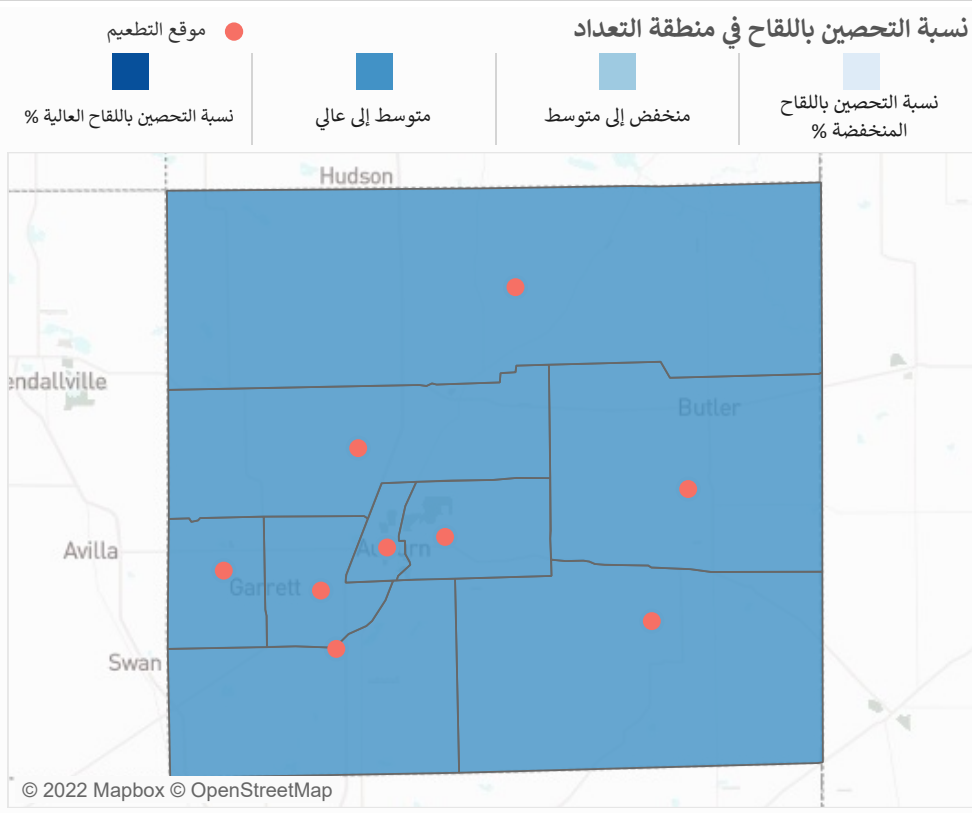 نسبة التحصين باللقاح في منطقة التعداد
موقع التطعيم
نسبة التحصين باللقاح
المنخفضة %
منخفض إلى متوسط
متوسط إلى عالي
نسبة التحصين باللقاح العالية %
Hudson
endallville
Butler
Avilla
Auburn
Garrett
Swan
© 2022 Mapbox © OpenStreetMap